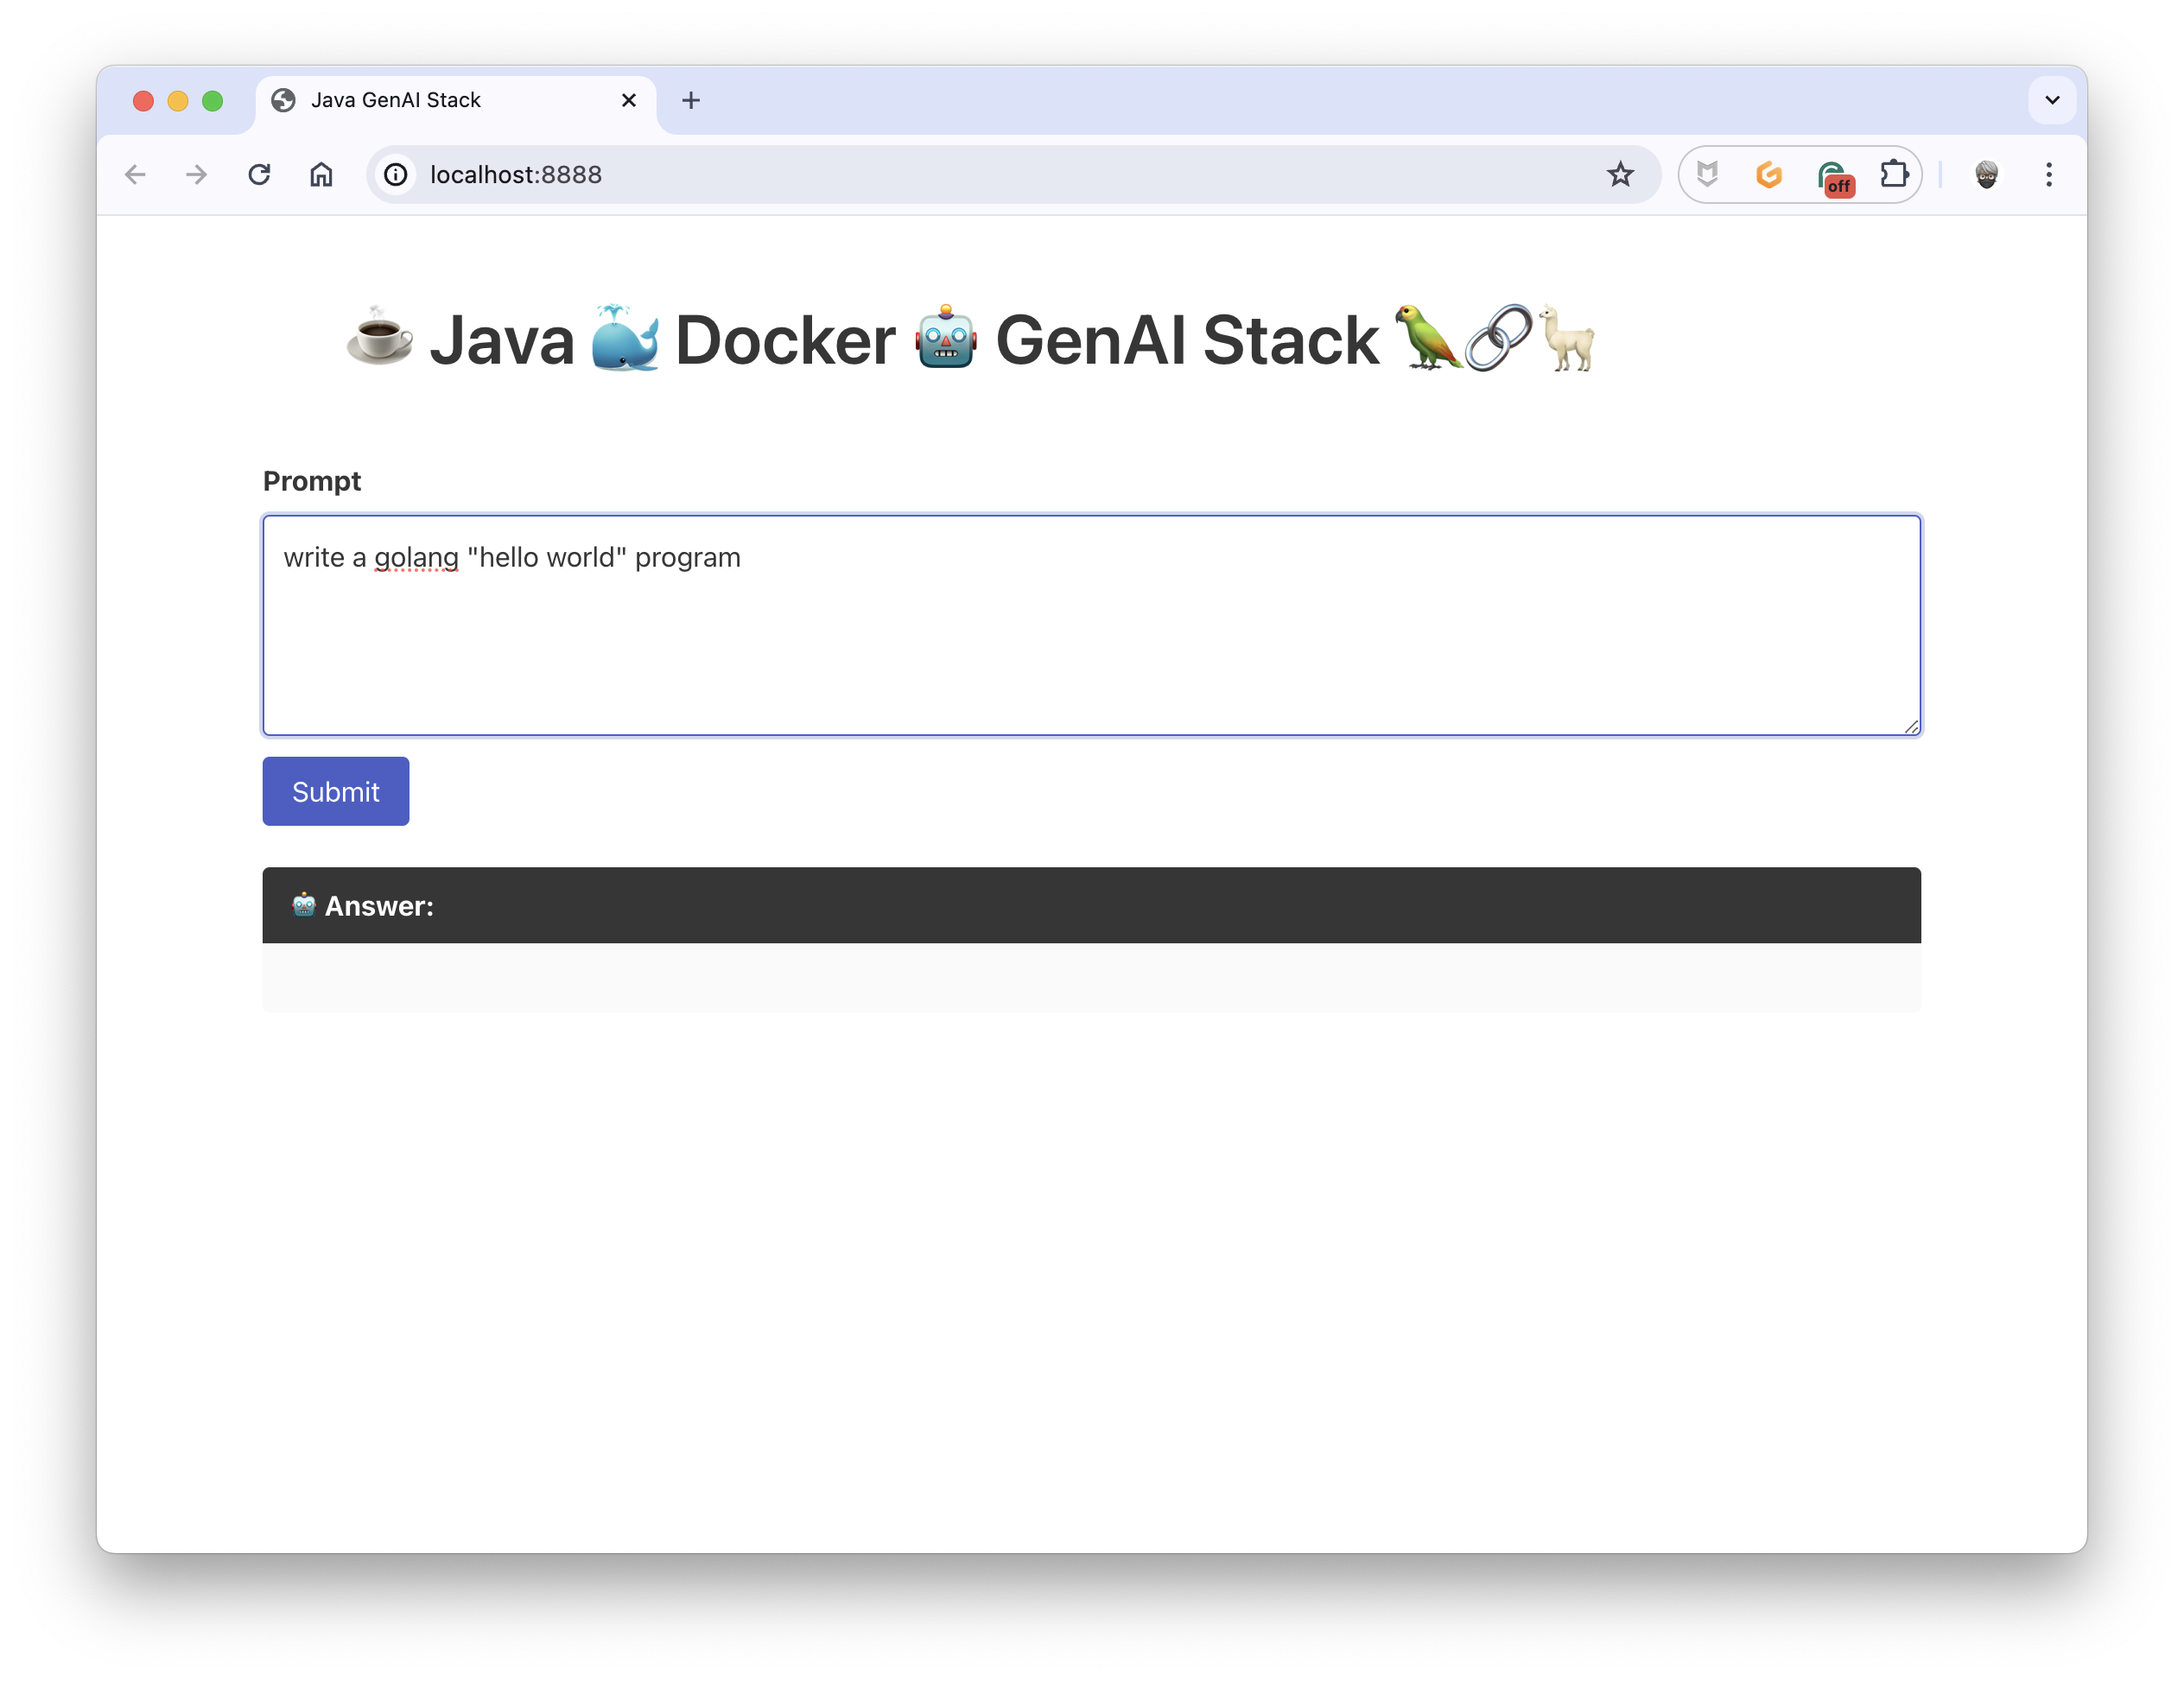 Java GenAI Stack
localhost:8888
off
☕ Java 🐳 Docker 🤖 GenAI Stack 🦜🔗🦙
Prompt
write a golang "hello world" program
Submit
🤖 Answer: